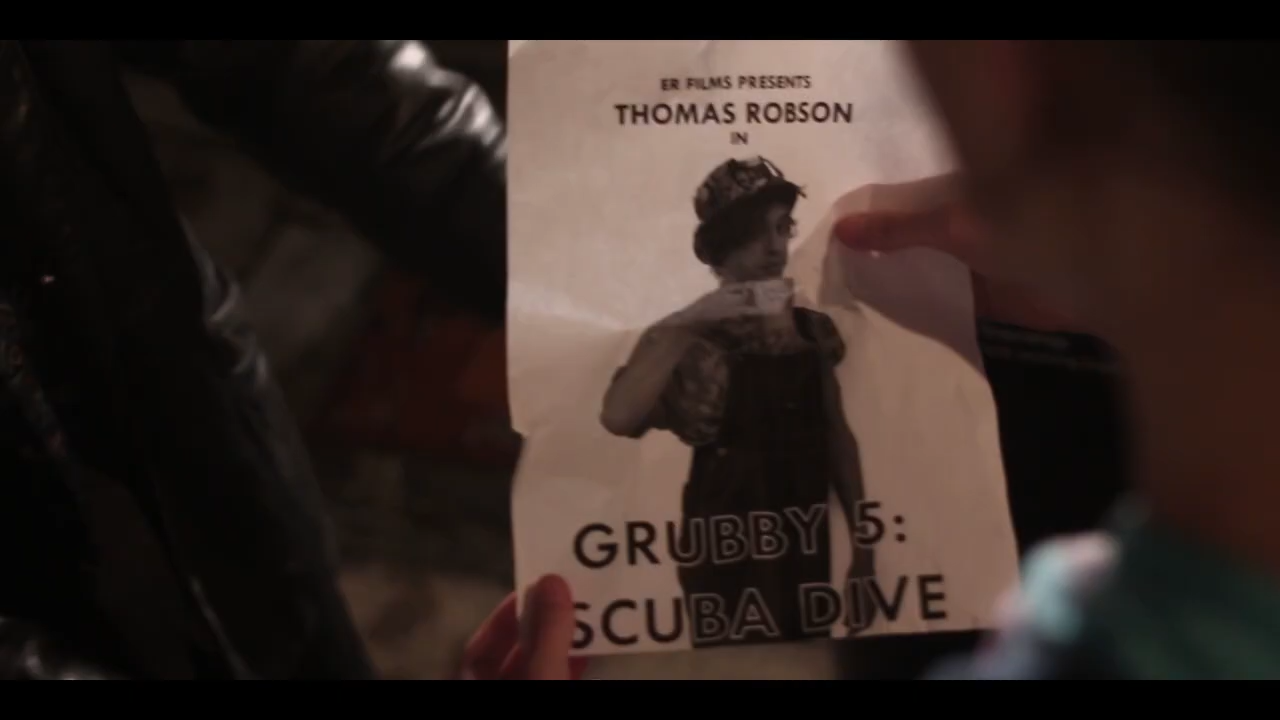 ER FILMS PRESENTS
THOMAS ROBSON
IN
GRUBBY 5:
SCUBA DIVE